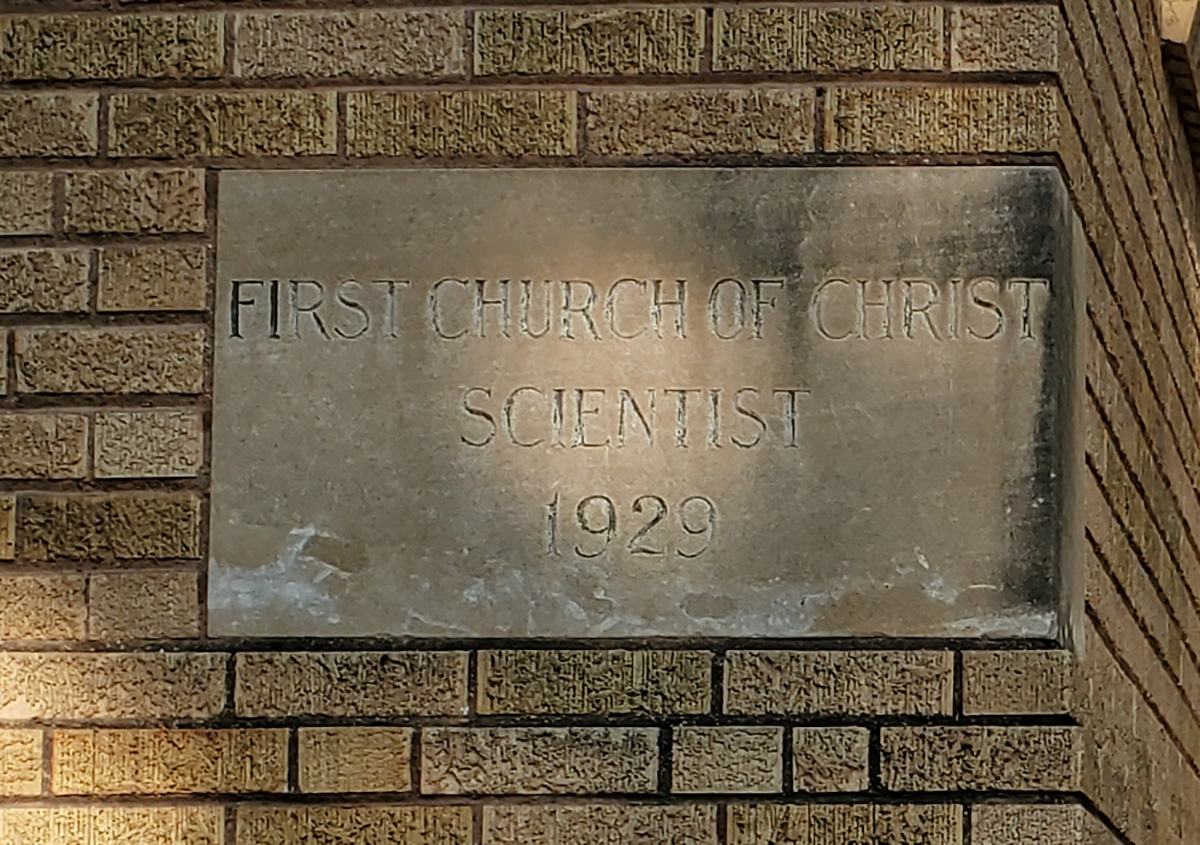 FIRST CHURCH OF CHRIST
SCIENTIST
1929